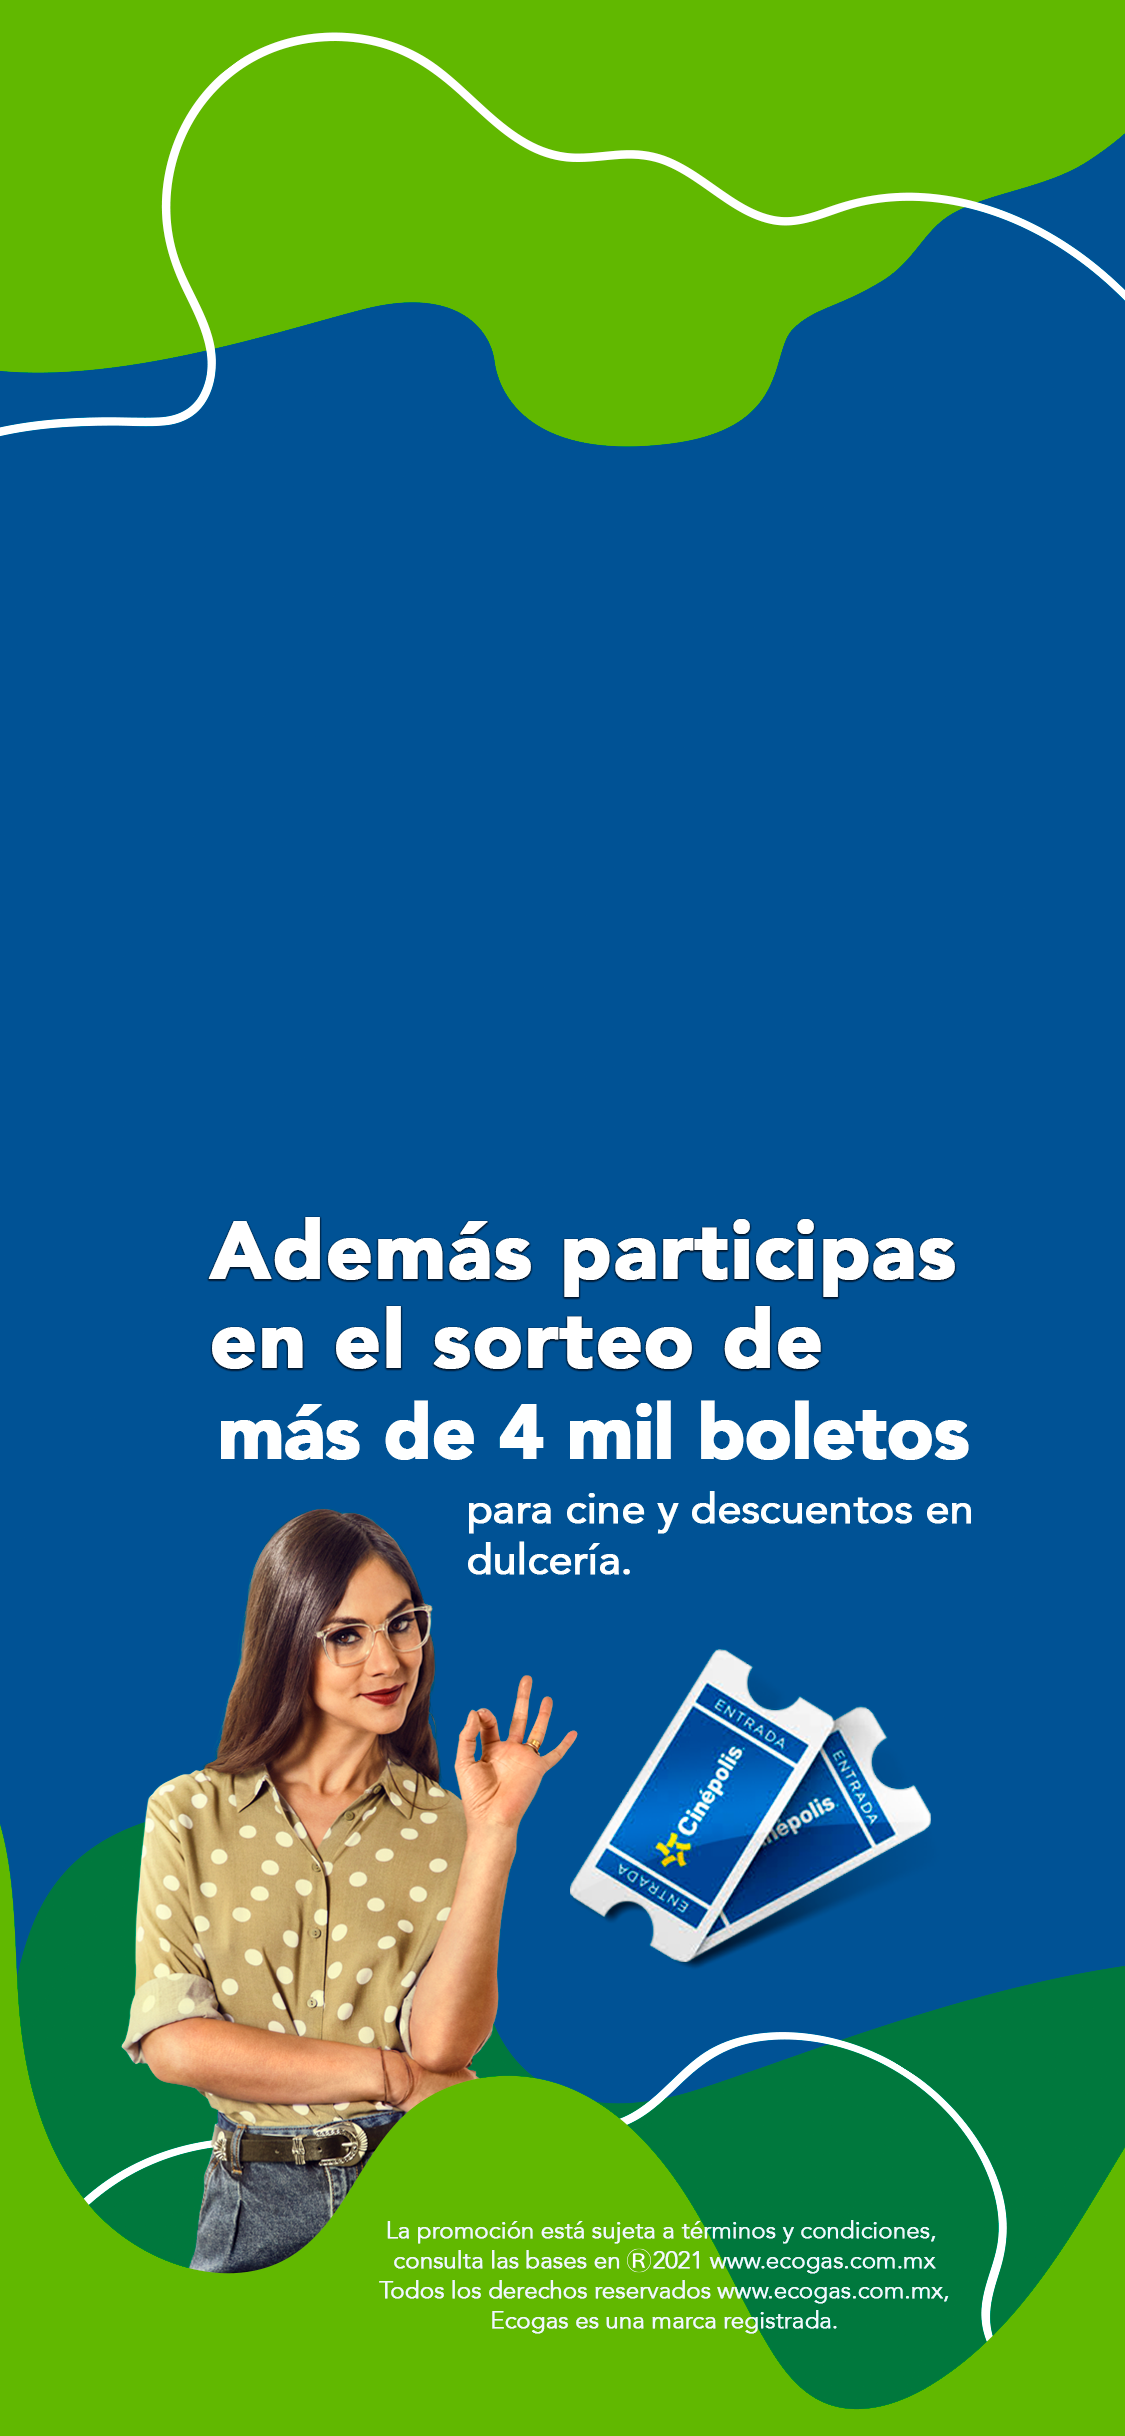 Además participas
en el sorteo de
más de 4 mil boletos
para cine y descuentos en
dulcería.
ENTRADA
Cinépolis
ENTRADA
ENTRADA
népolis
La promoción está sujeta a términos y condiciones,
consulta las bases en Ⓡ2021 www.ecogas.com.mx
Todos los derechos reservados www.ecogas.com.mx,
Ecogas es una marca registrada.